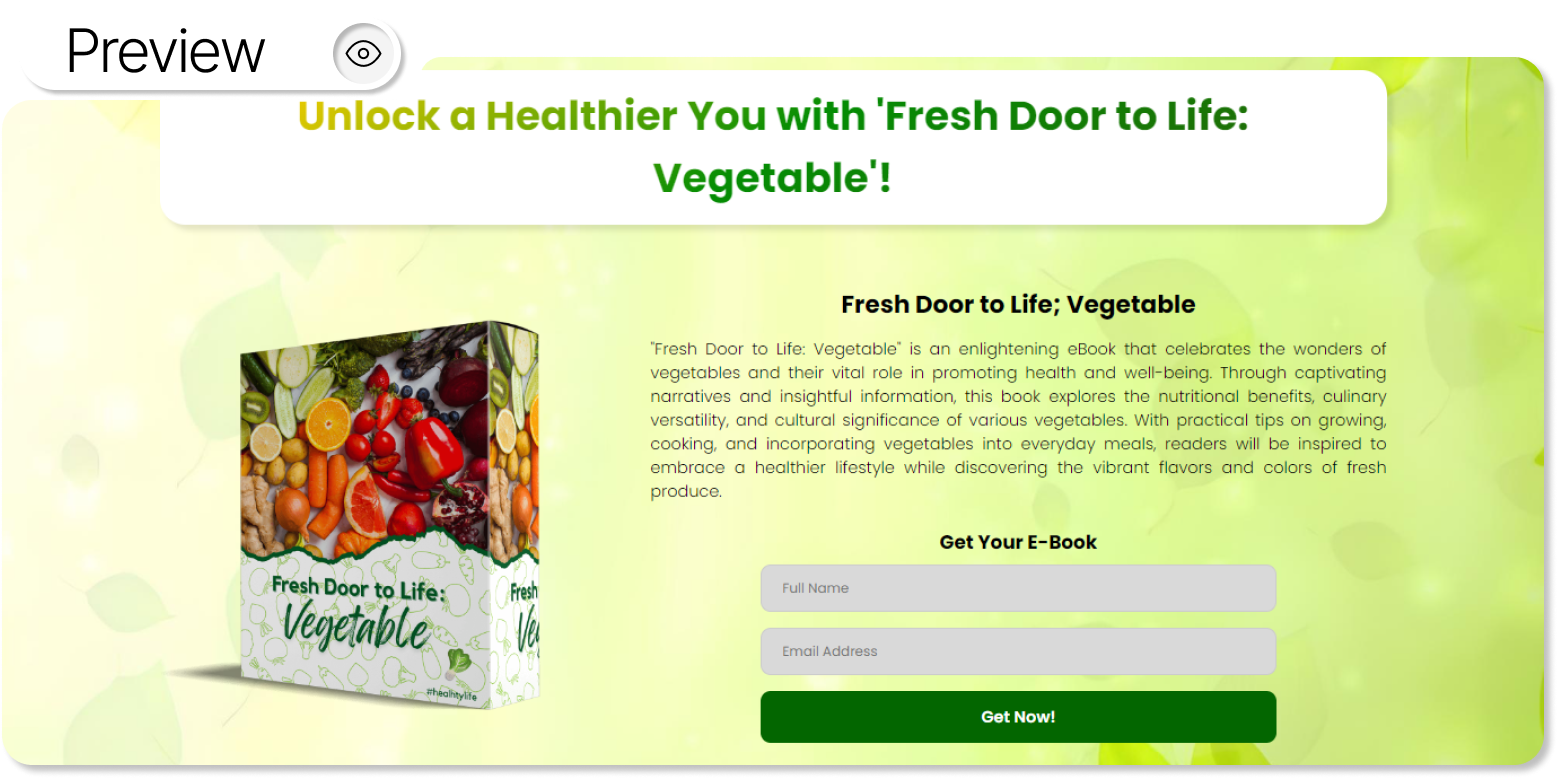 Preview
Unlock a Healthier You with 'Fresh Door to Life:
Vegetable'!
Fresh Door to Life; Vegetable
"Fresh Door to Life: Vegetable" is an enlightening eBook that celebrates the wonders of
vegetables and their vital role in promoting health and well-being. Through captivating
narratives and insightful information, this book explores the nutritional benefits, culinary
versatility, and cultural significance of various vegetables. With practical tips on growing,
cooking, and incorporating vegetables into everyday meals, readers will be inspired to
embrace a healthier lifestyle while discovering the vibrant flavors and colors of fresh
produce.
Get Your E-Book
Full Name
Email Address
Get Now!
Fresh Door to Life:
Vegetable
#healhtylife
Fresh
Veg